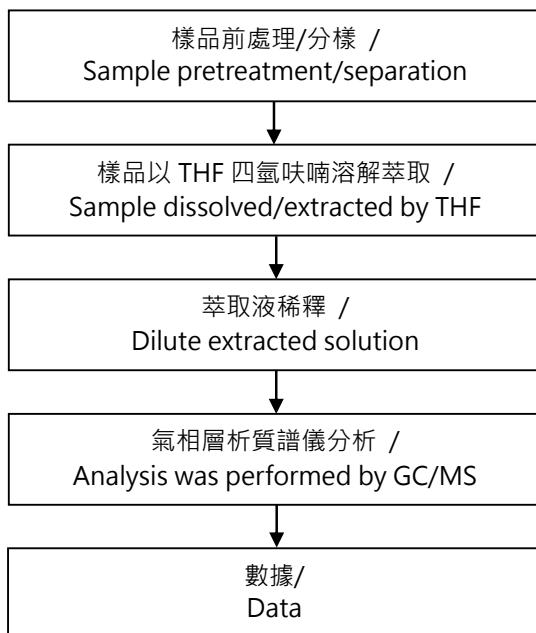 樣品前處理/分樣 /
Sample pretreatment/separation
樣品以 THF 四氫呋喃溶解萃取 /
Sample dissolved/extracted by THF
萃取液稀釋 /
Dilute extracted solution
氣相層析質譜儀分析 /
Analysis was performed by GC/MS
數據/
Data